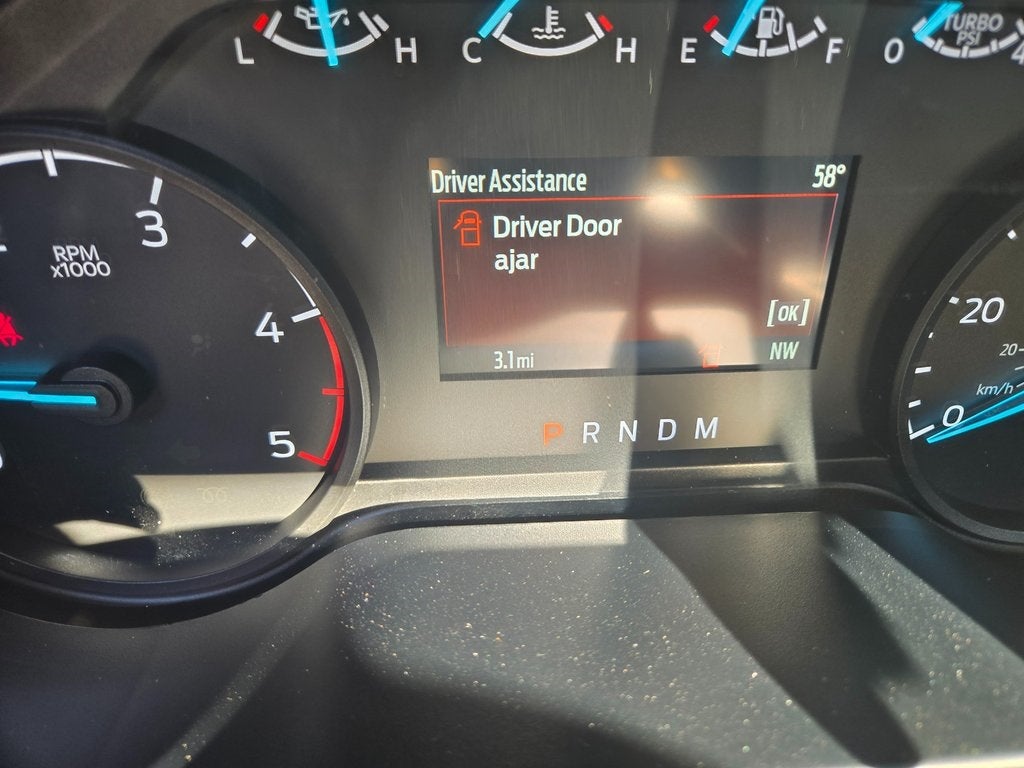 L H C H E F O TURBO PSI
Driver Assistance 58°
Driver Door
ajar
[OK]
3.1mi NW
P R N D M
3
RPM
x1000
4
5
20
20
km/h
0